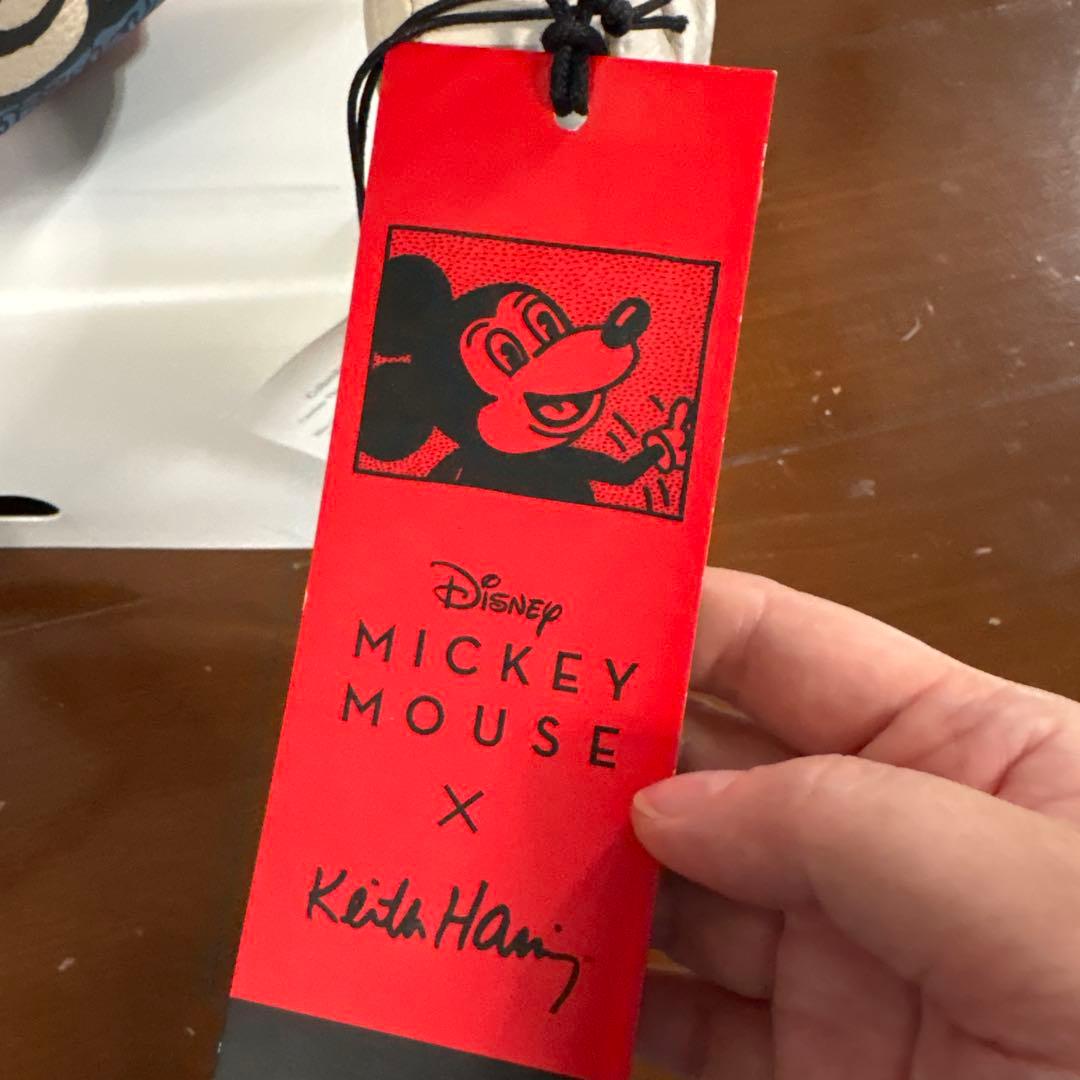 Disney
MICKEY
MOUSE
X
Keith Haring